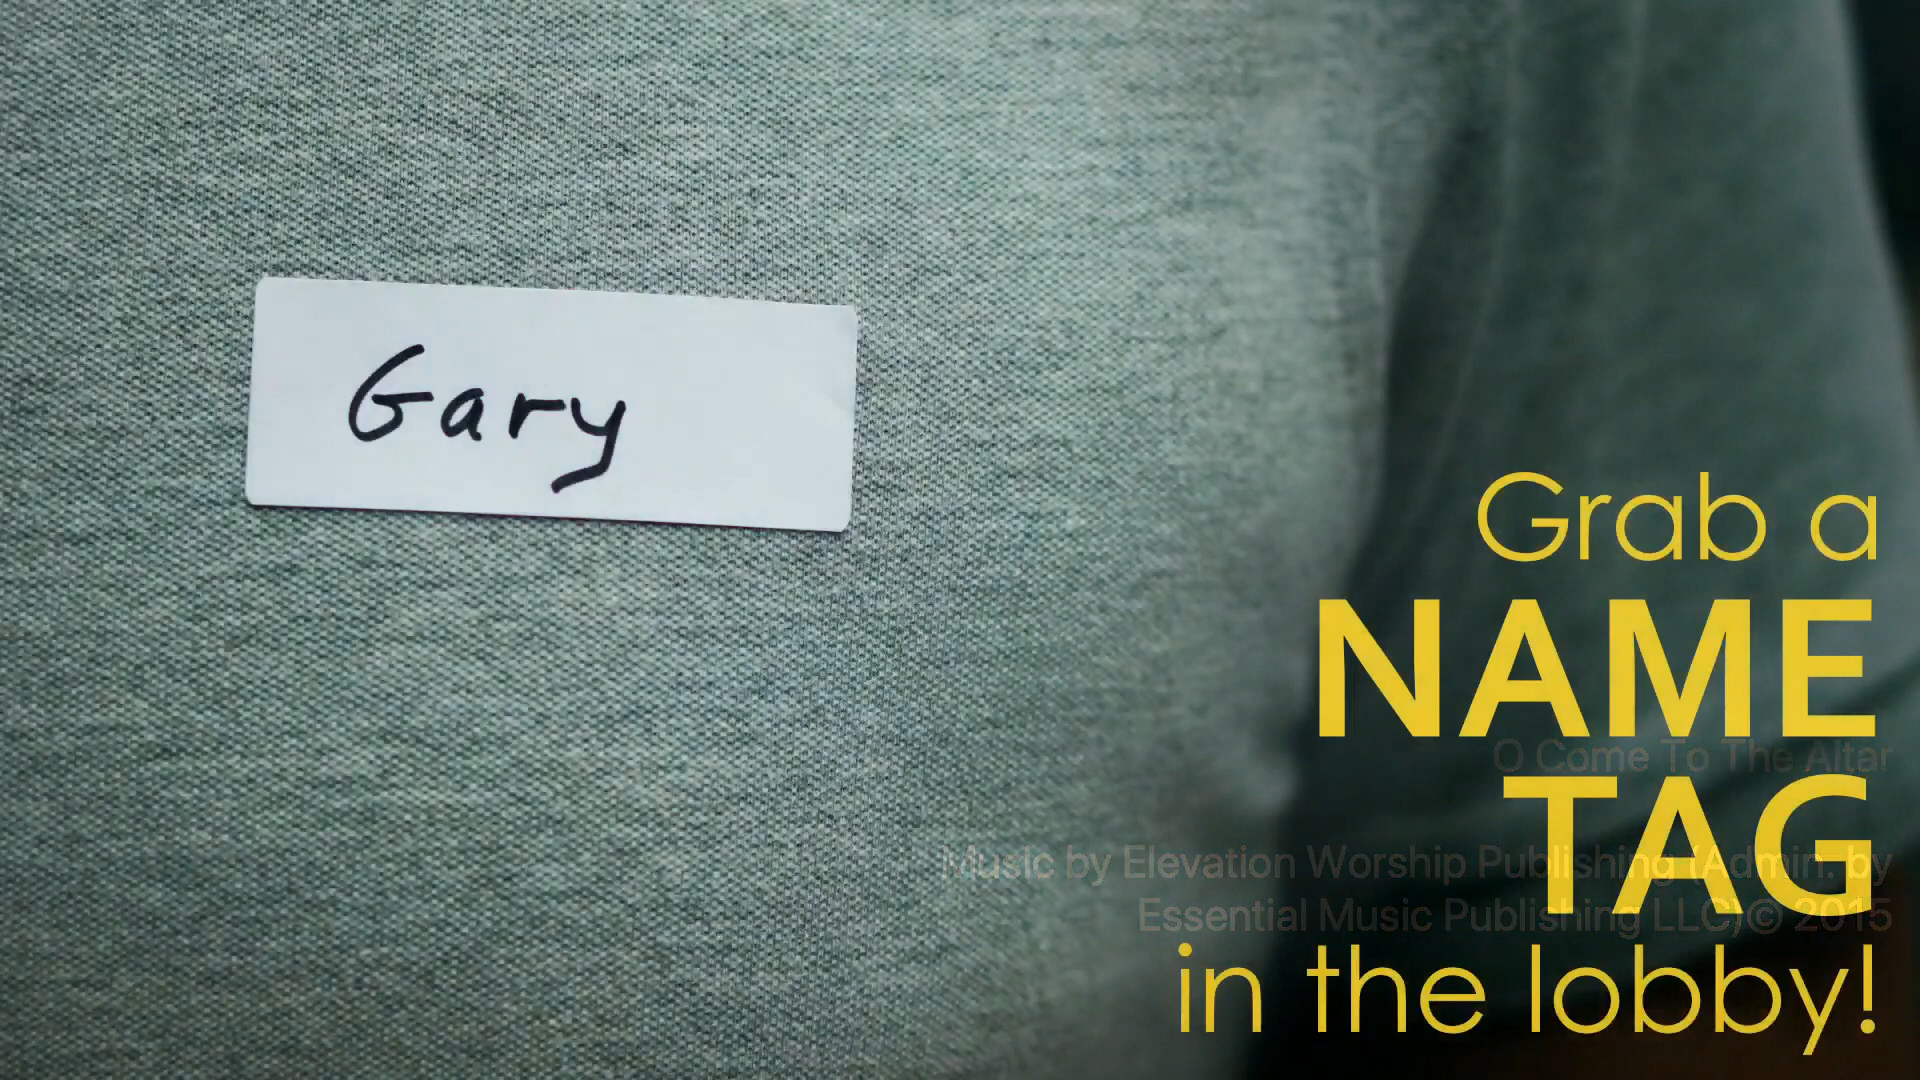 Gary
Grab a
NAME
O Come To The Altar
TAG
Music by Elevation Worship Publishing (Admin. by
Essential Music Publishing LLC)© 2015
in the lobby!